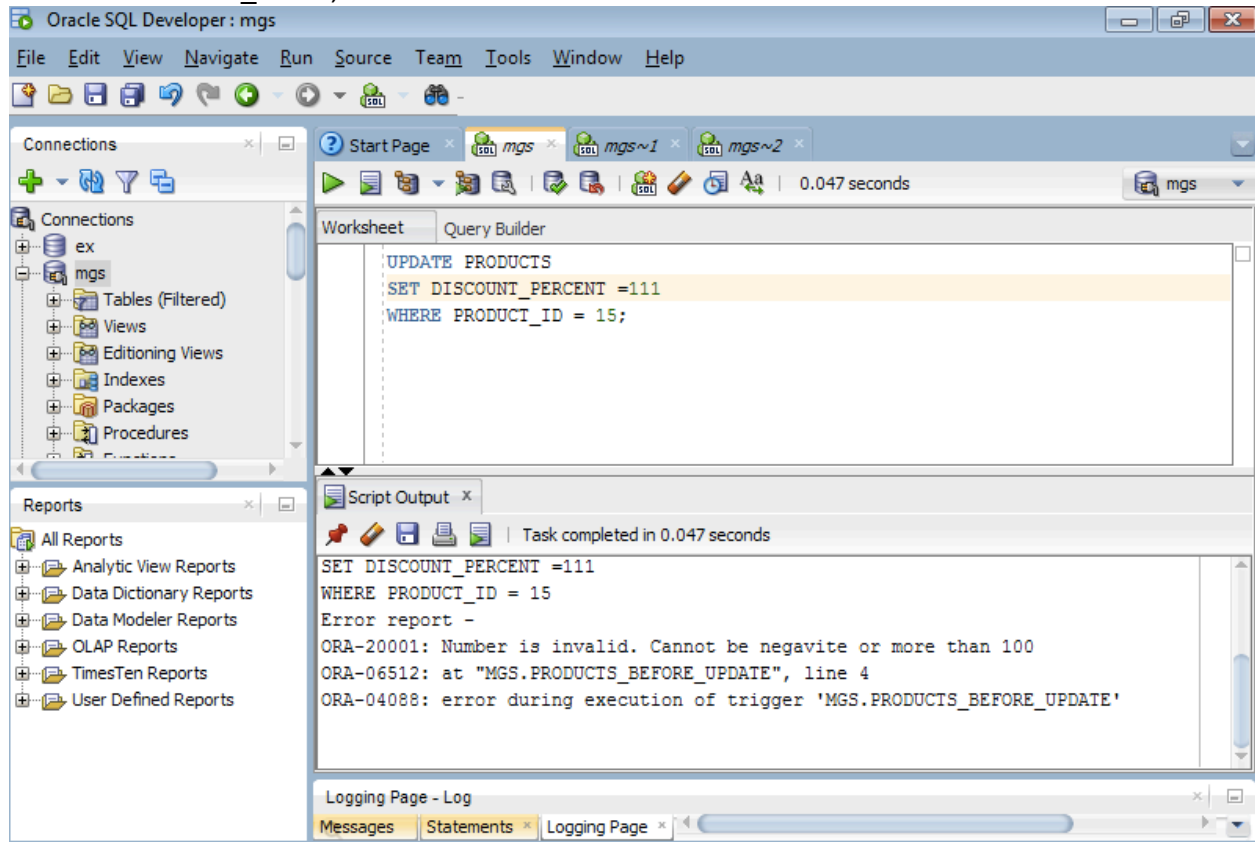 Oracle SQL Developer : mgs
File Edit View Navigate Run Source Team Tools Window Help
Connections
Start Page
mgs
mgs~1
mgs~2
0.047 seconds
mgs
Connections
ex
mgs
Tables (Filtered)
Views
Editioning Views
Indexes
Packages
Procedures
Worksheet
Query Builder
UPDATE PRODUCTS
SET DISCOUNT_PERCENT =111
WHERE PRODUCT_ID = 15;
Reports
All Reports
Analytic View Reports
Data Dictionary Reports
Data Modeler Reports
OLAP Reports
TimesTen Reports
User Defined Reports
Script Output
Task completed in 0.047 seconds
SET DISCOUNT_PERCENT =111
WHERE PRODUCT_ID = 15
Error report -
ORA-20001: Number is invalid. Cannot be negavite or more than 100
ORA-06512: at "MGS.PRODUCTS_BEFORE_UPDATE", line 4
ORA-04088: error during execution of trigger 'MGS.PRODUCTS_BEFORE_UPDATE'
Logging Page - Log
Messages
Statements
Logging Page